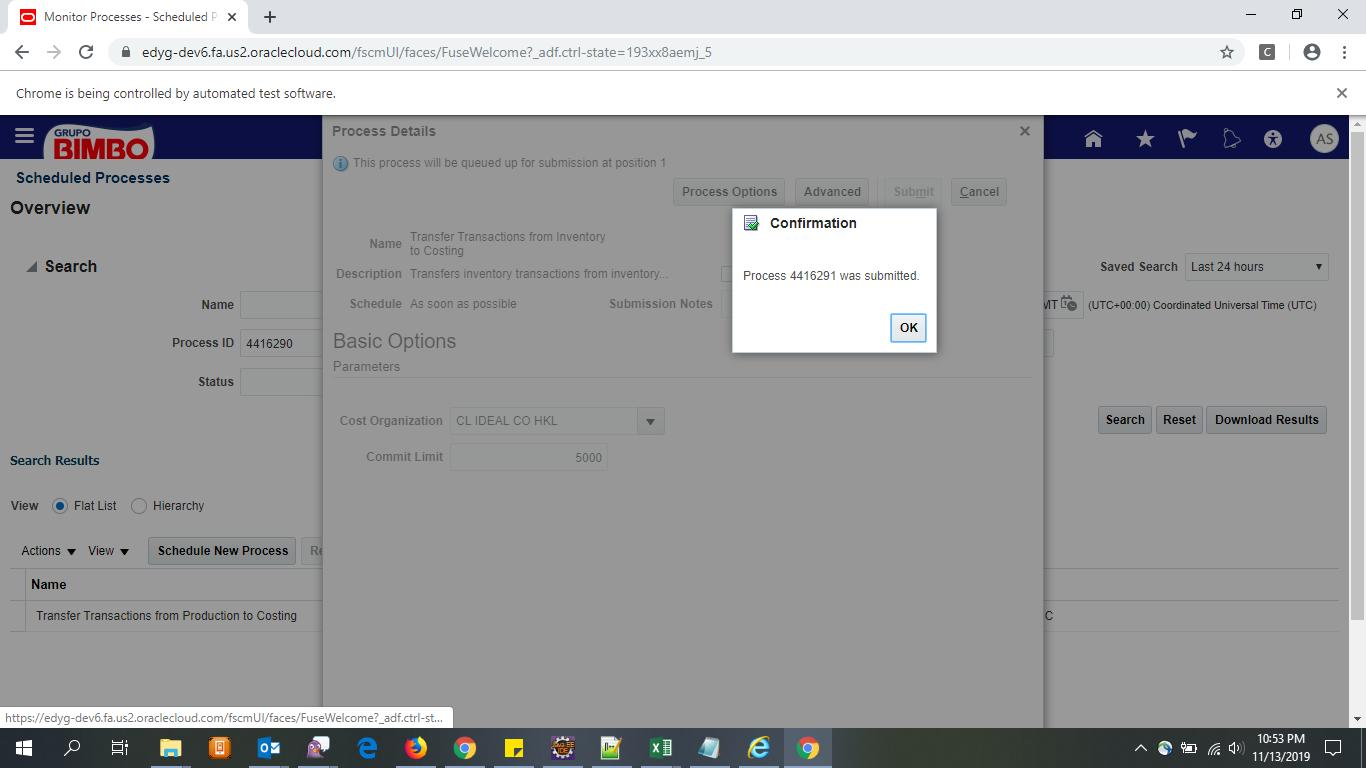 Monitor Processes - Scheduled P
edyg-dev6.fa.us2.oraclecloud.com/fscmUI/faces/FuseWelcome?_adf.ctrl-state=193xx8aemj_5
C
Chrome is being controlled by automated test software.
GRUPO
BIMBO
AS
Scheduled Processes
Overview
Search
Saved Search Last 24 hours
Name
MT (UTC+00:00) Coordinated Universal Time (UTC)
Process ID 4416290
Status
Search Reset Download Results
Search Results
View Flat List Hierarchy
Actions View Schedule New Process Re
Name
Transfer Transactions from Production to Costing
C
Process Details
This process will be queued up for submission at position 1
Process Options Advanced Submit Cancel
Name Transfer Transactions from Inventory
to Costing
Description Transfers inventory transactions from inventory...
Schedule As soon as possible Submission Notes
Basic Options
Parameters
Cost Organization CL IDEAL CO HKL
Commit Limit 5000
Confirmation
Process 4416291 was submitted.
OK
https://edyg-dev6.fa.us2.oraclecloud.com/fscmUI/faces/FuseWelcome?_adf.ctrl-st...
10:53 PM
11/13/2019